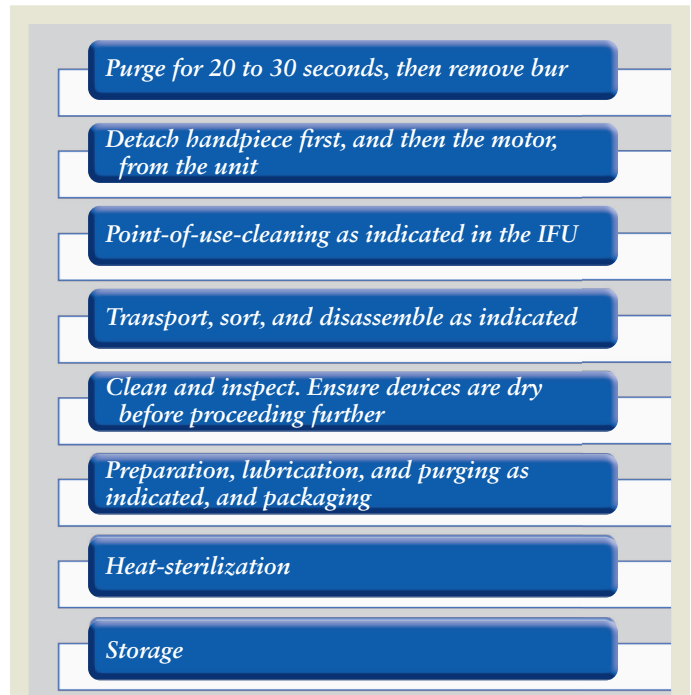 Purge for 20 to 30 seconds, then remove bur
Detach handpiece first, and then the motor,
from the unit
Point-of-use-cleaning as indicated in the IFU
Transport, sort, and disassemble as indicated
Clean and inspect. Ensure devices are dry
before proceeding further
Preparation, lubrication, and purging as
indicated, and packaging
Heat-sterilization
Storage